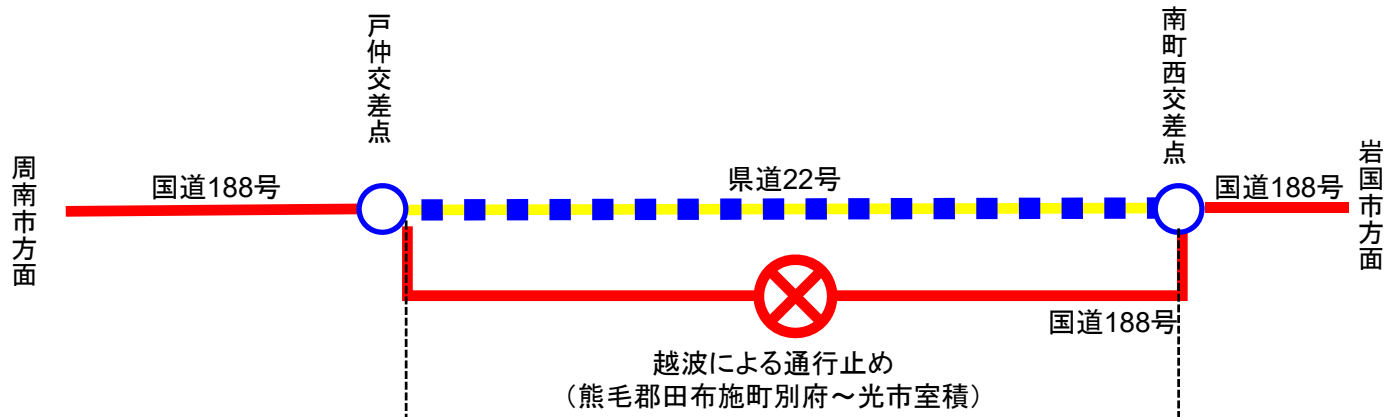 戸仲交差点
南町西交差点
周南市方面
国道188号
県道22号
国道188号
岩国市方面
国道188号
越波による通行止め
（熊毛郡田布施町別府～光市室積）